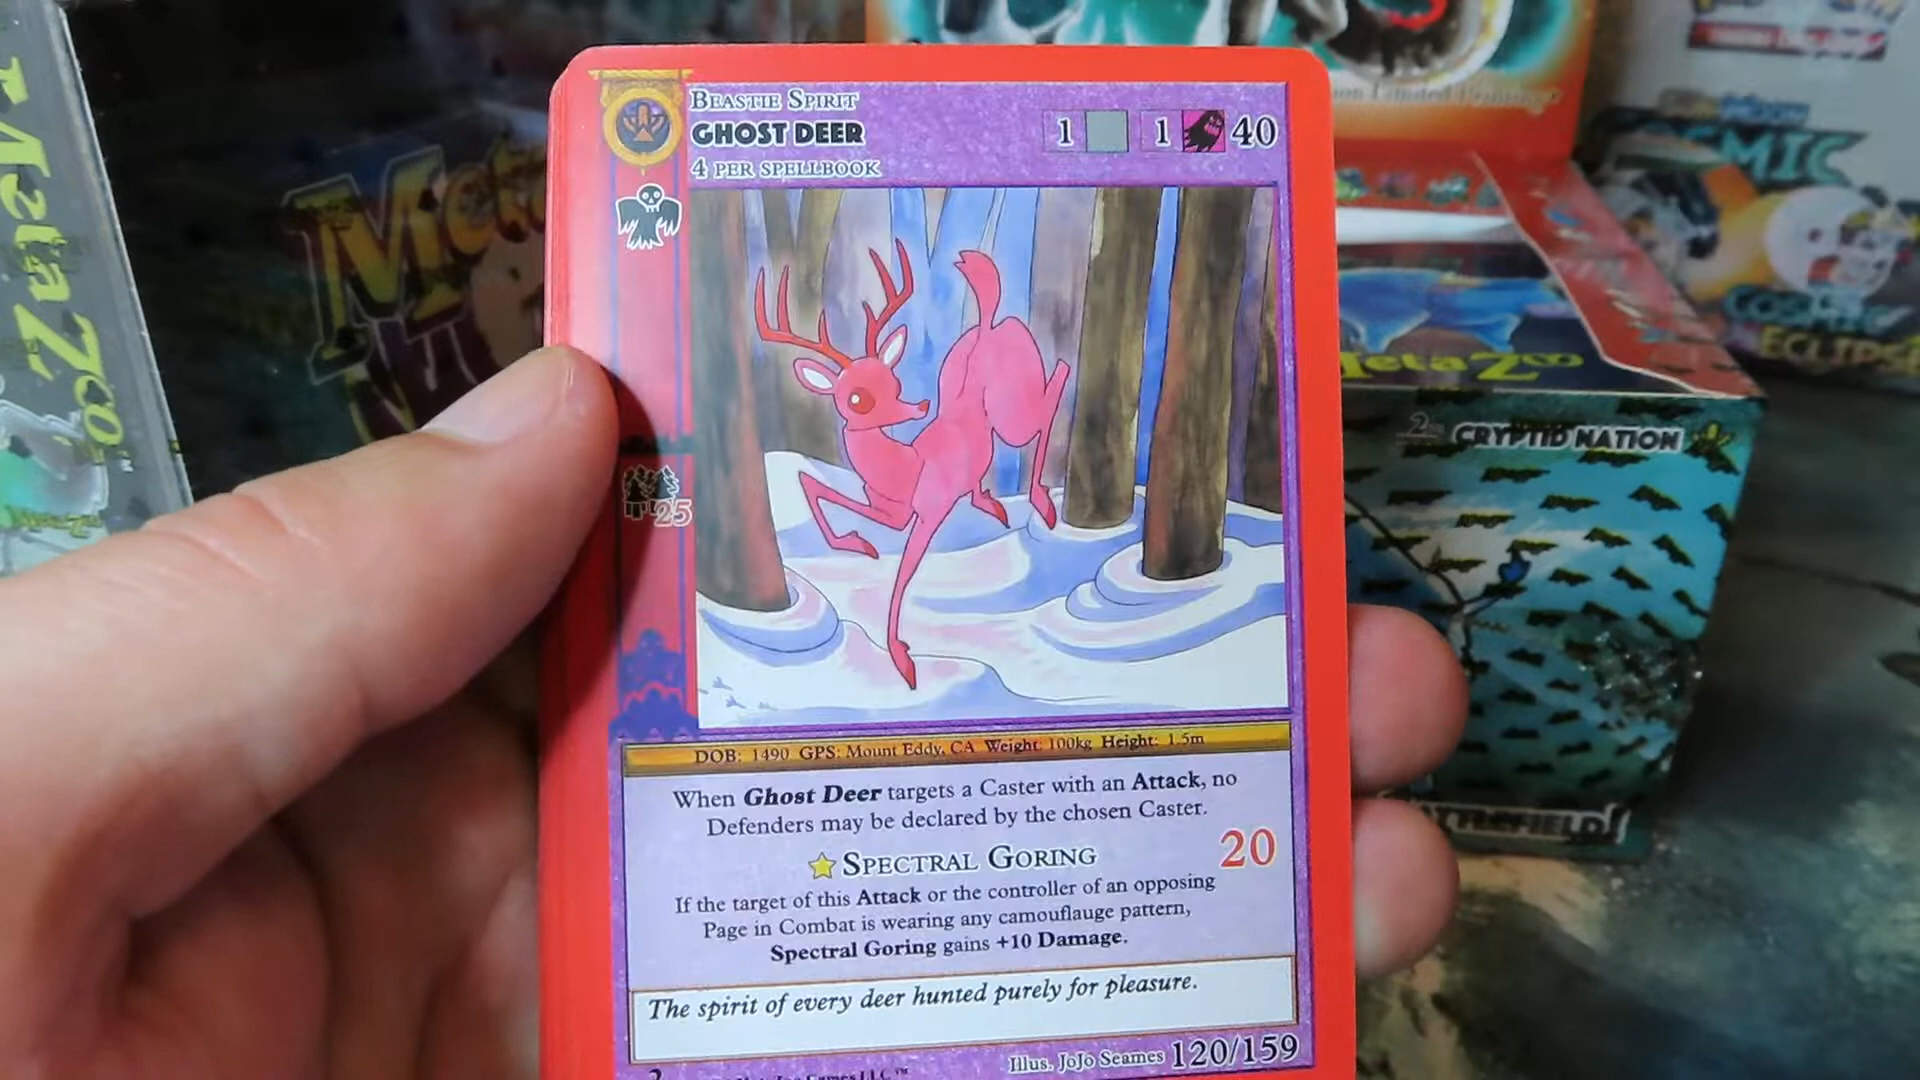 BEASTIE SPIRIT
GHOST DEER
4 PER SPELLBOOK
1 1 40
25
DOB: 1490 GPS: Mount Eddy, CA Weight: 100kg Height: 1.5m
When Ghost Deer targets a Caster with an Attack, no
Defenders may be declared by the chosen Caster.
SPECTRAL GORING 20
If the target of this Attack or the controller of an opposing
Page in Combat is wearing any camouflauge pattern,
Spectral Goring gains +10 Damage.
The spirit of every deer hunted purely for pleasure.
Illus. JoJo Seames 120/159
MetaZoo
Meta
MetaZoo
2nd CRYPTID NATION
COSMIC
ECLIPSE